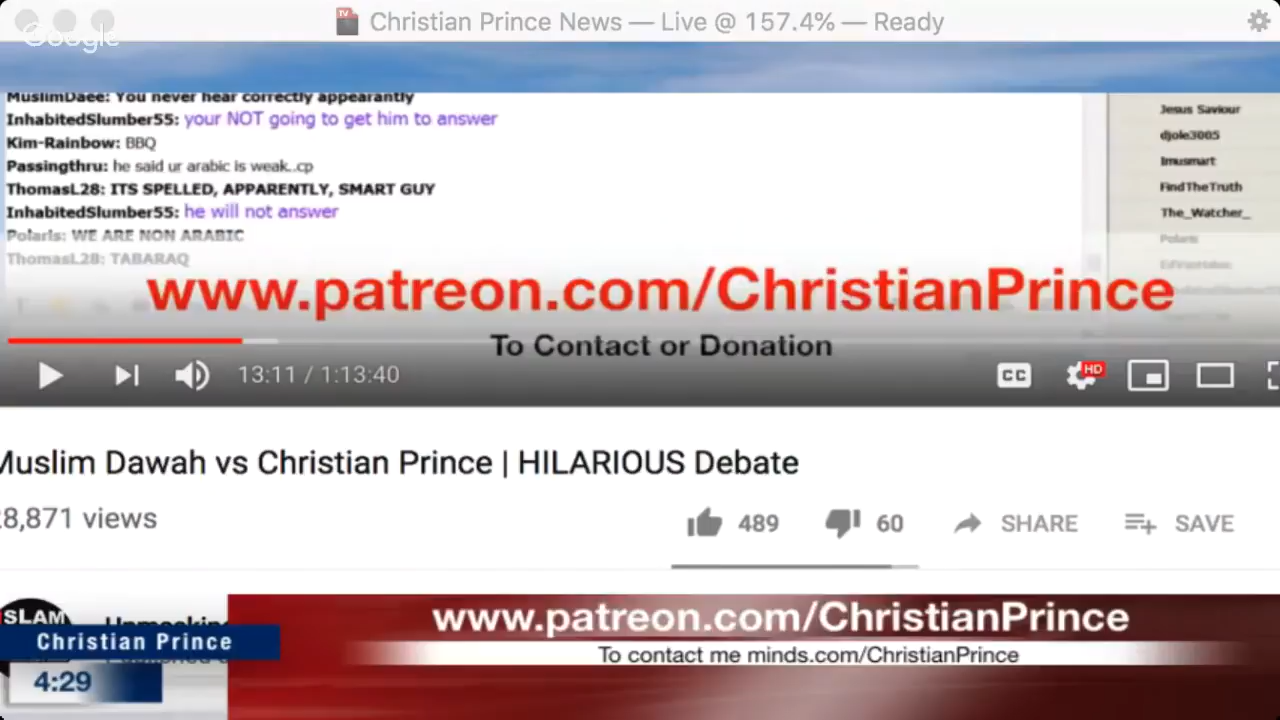 Christian Prince News — Live @ 157.4% — Ready
Google
MuslimDaee: You never hear correctly appearantly
InhabitedSlumber55: your NOT going to get him to answer
Kim-Rainbow: BBQ
Passingthru: he said ur arabic is weak..cp
ThomasL28: ITS SPELLED, APPARENTLY, SMART GUY
InhabitedSlumber55: he will not answer
Polaris: WE ARE NON ARABIC
ThomasL28: TABARAQ
Jesus Saviour
djole3005
Imusmart
FindTheTruth
The_Watcher_
Polaris
www.patreon.com/ChristianPrince
To Contact or Donation
13:11 / 1:13:40
CC
HD
Muslim Dawah vs Christian Prince | HILARIOUS Debate
8,871 views
489
60
SHARE
SAVE
SLAM
Christian Prince
4:29
www.patreon.com/ChristianPrince
To contact me minds.com/ChristianPrince